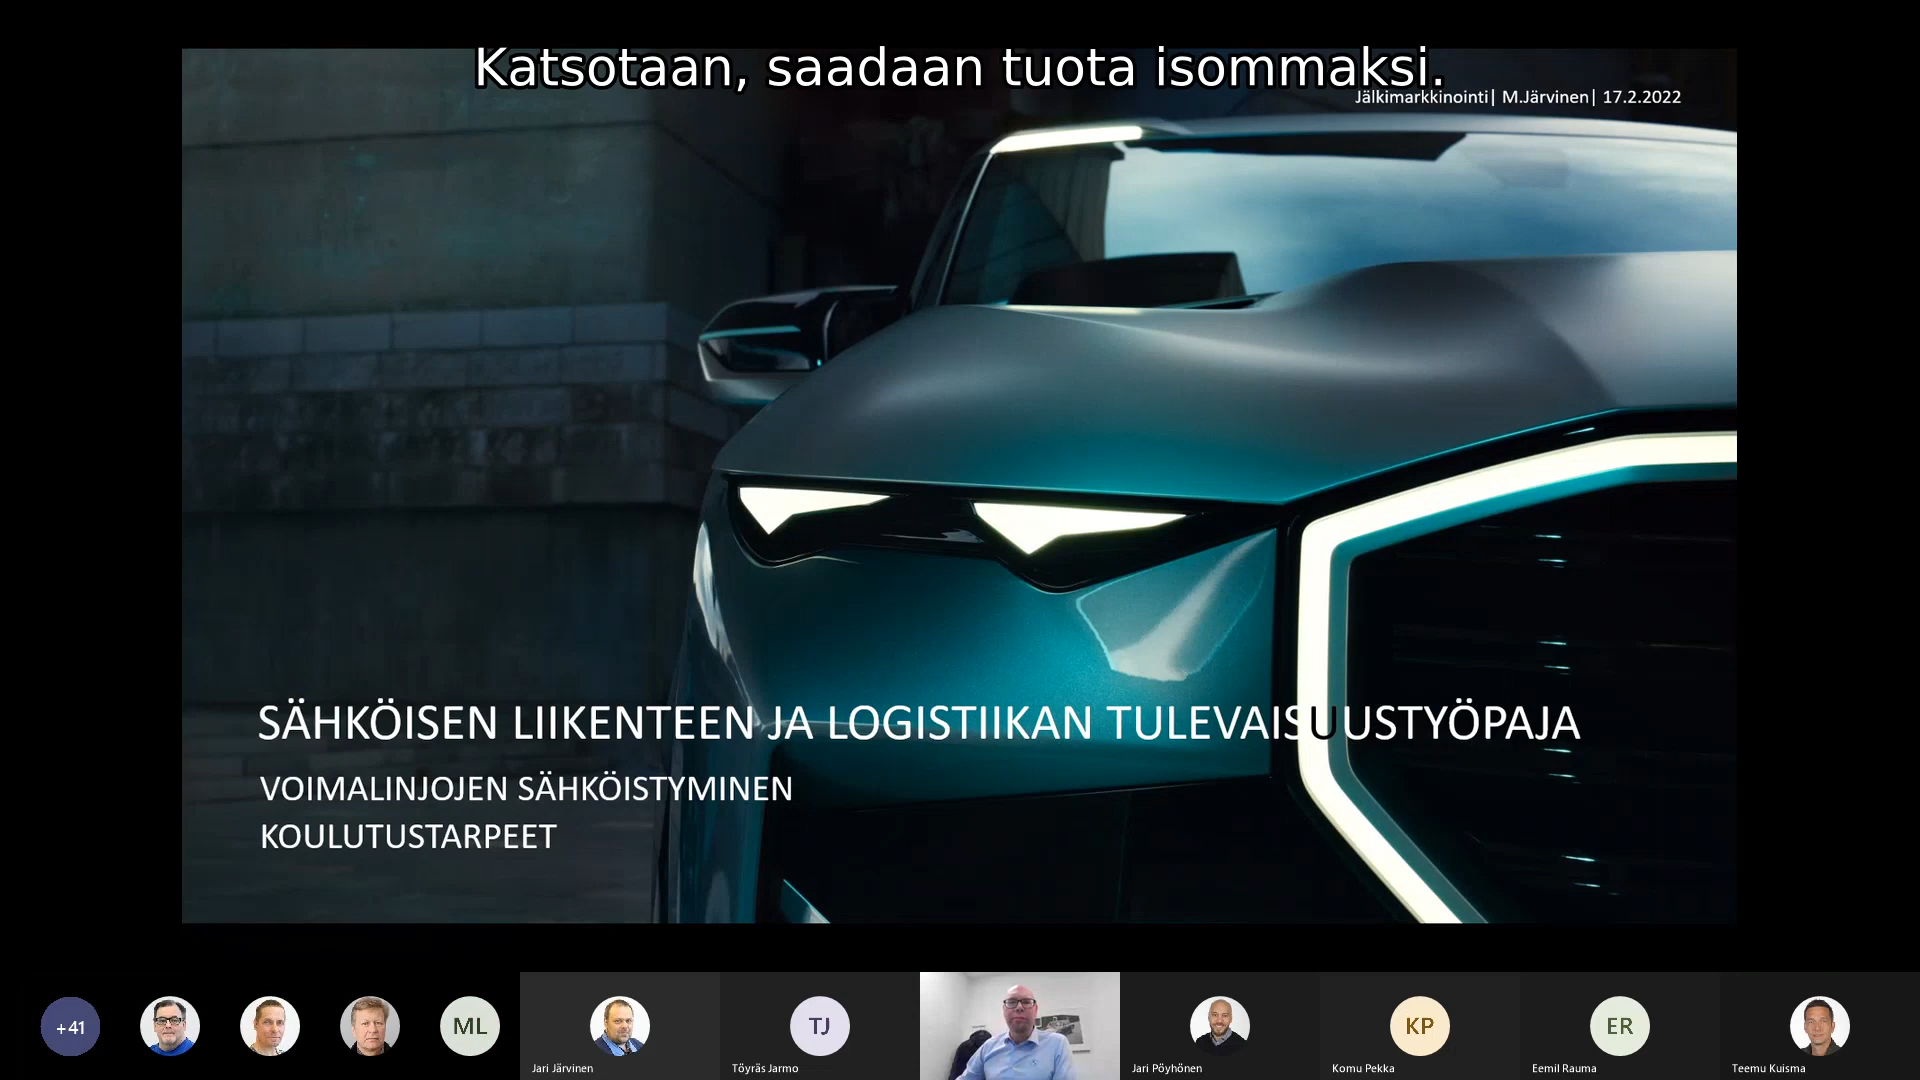 Katsotaan, saadaan tuota isommaksi.
Jälkimarkkinointi| M.Järvinen| 17.2.2022
SÄHKÖISEN LIIKENTEEN JA LOGISTIIKAN TULEVAISUUSTYÖPAJA
VOIMALINJOJEN SÄHKÖISTYMINEN
KOULUTUSTARPEET
+41
ML
TJ
KP
ER
Jari Järvinen
Töyräs Jarmo
Jari Pöyhönen
Komu Pekka
Eemil Rauma
Teemu Kuisma